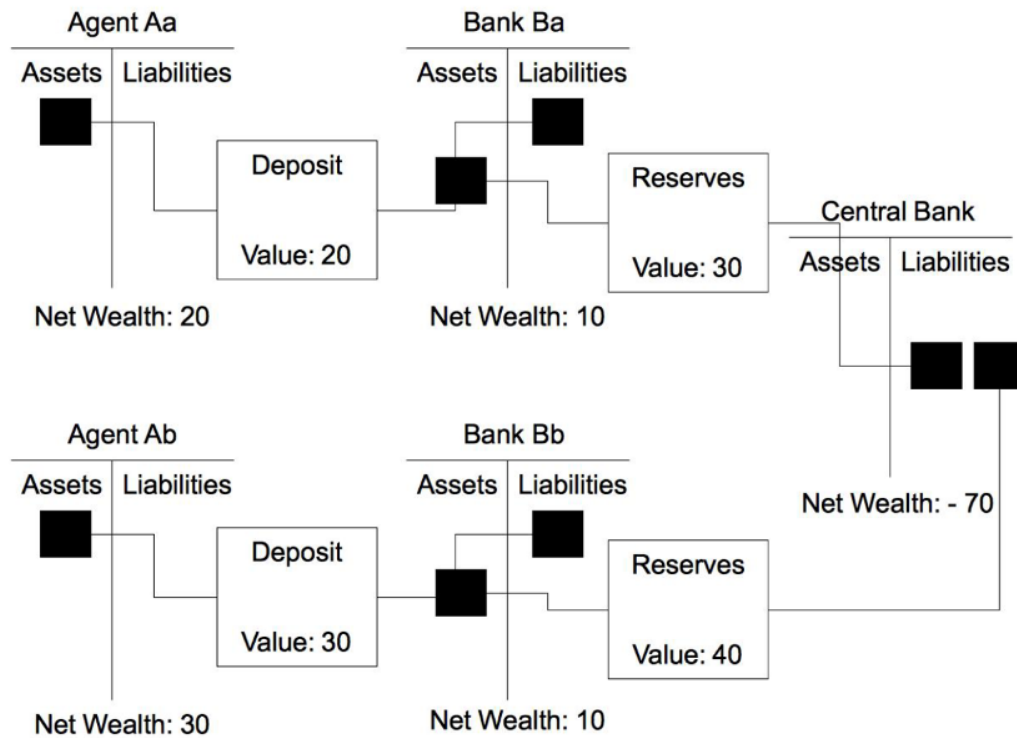 Agent Aa
Assets Liabilities
Deposit
Value: 20
Net Wealth: 20
Bank Ba
Assets Liabilities
Reserves
Value: 30
Net Wealth: 10
Central Bank
Assets Liabilities
Net Wealth: - 70
Agent Ab
Assets Liabilities
Deposit
Value: 30
Net Wealth: 30
Bank Bb
Assets Liabilities
Reserves
Value: 40
Net Wealth: 10